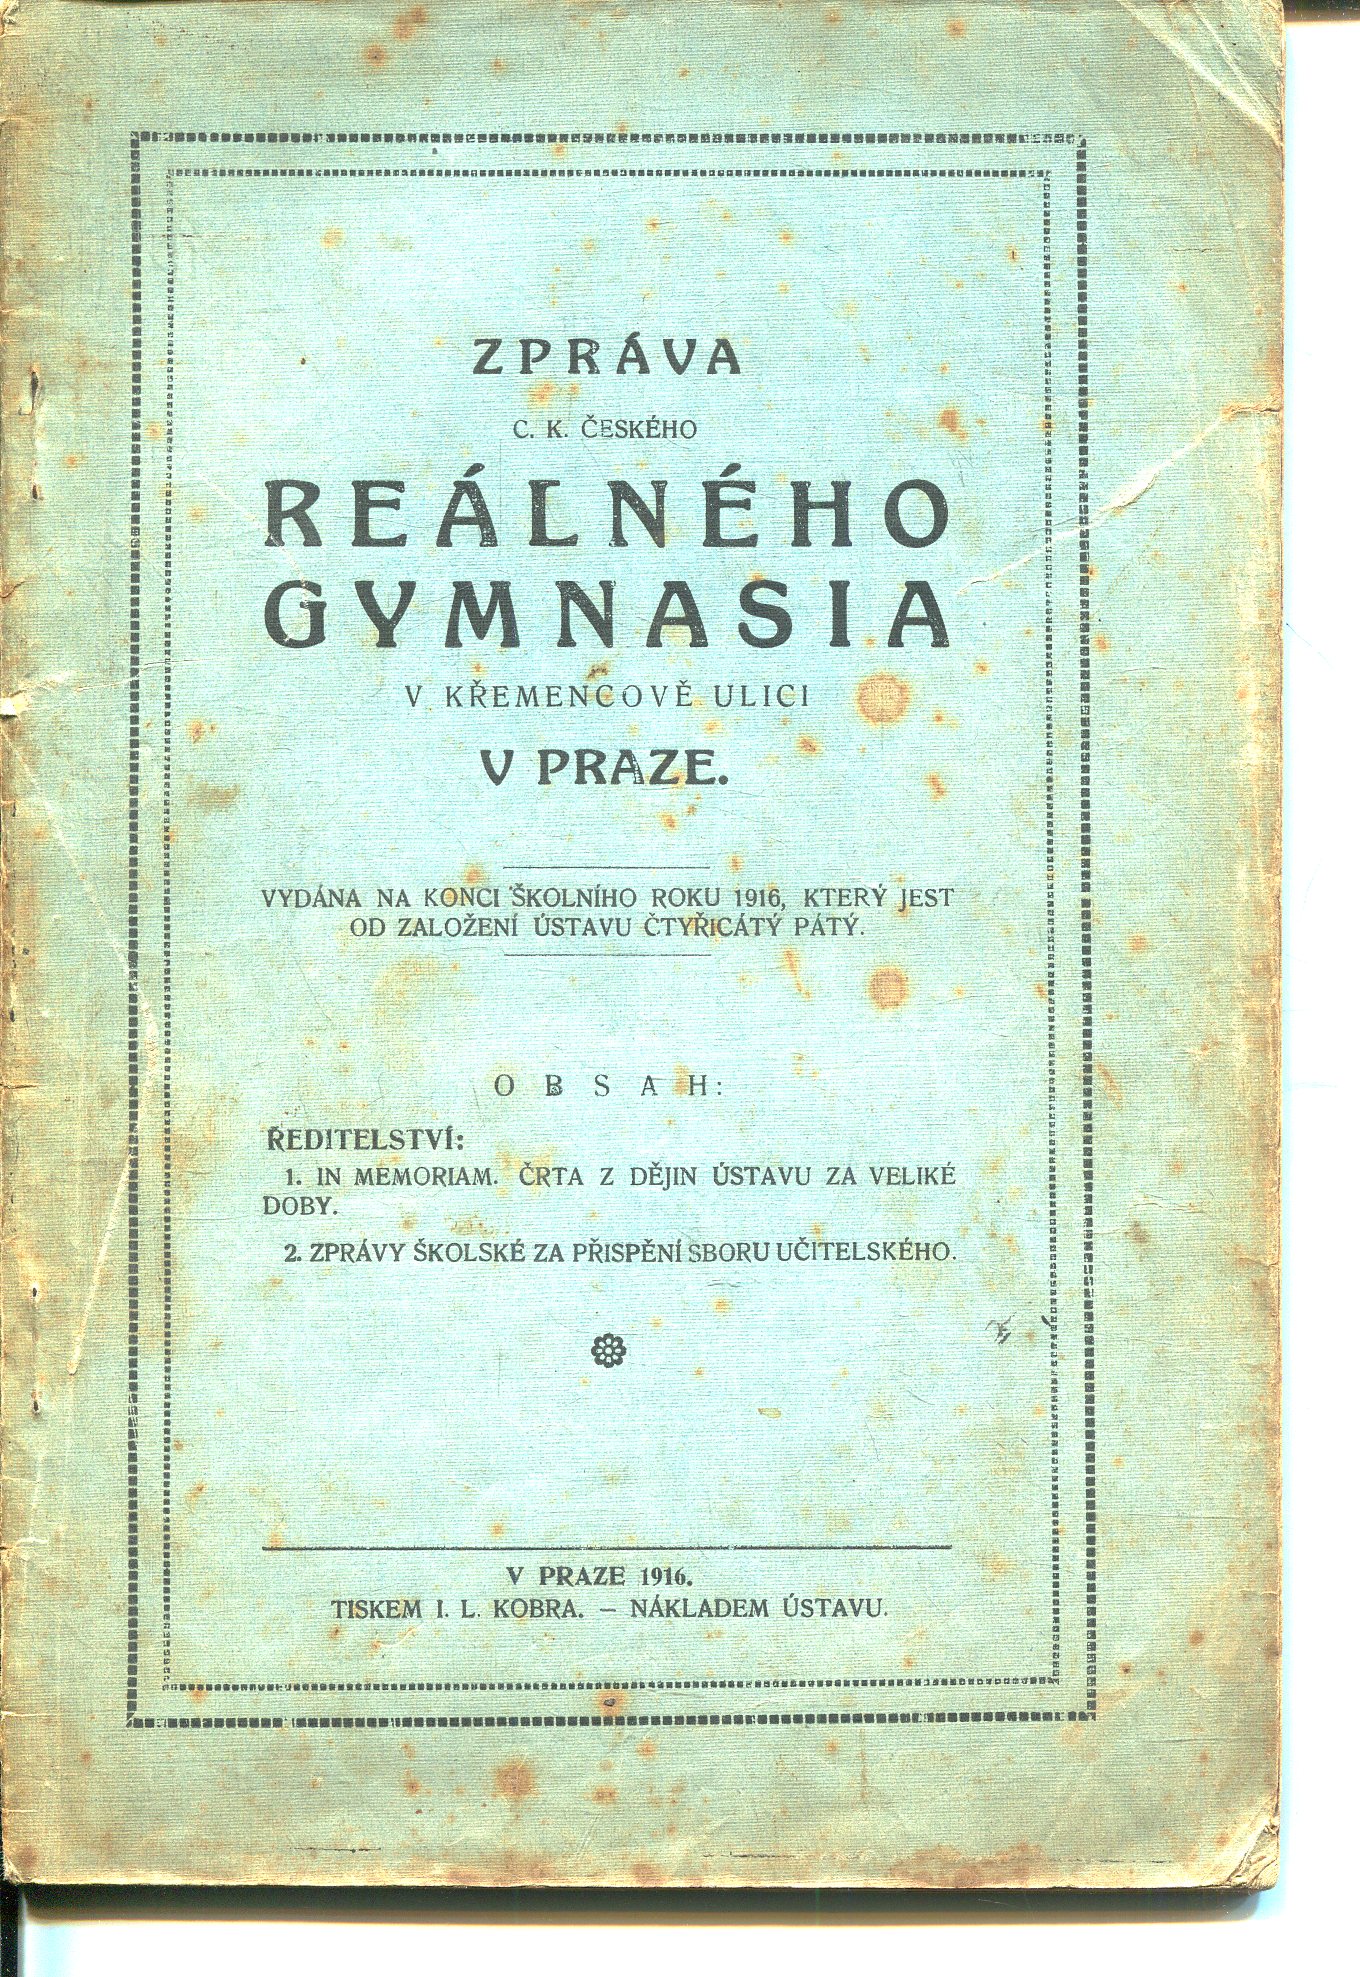 ZPRÁVA
C. K. ČESKÉHO
REÁLNÉHO
GYMNASIA
V KŘEMENCOVĚ ULICI
V PRAZE.
VYDÁNA NA KONCI ŠKOLNÍHO ROKU 1916, KTERÝ JEST
OD ZALOŽENÍ ÚSTAVU ČTYŘICÁTÝ PÁTÝ.
OBSAH:
ŘEDITELSTVÍ:
1. IN MEMORIAM. ČRTA Z DĚJIN ÚSTAVU ZA VELIKÉ
DOBY.
2. ZPRÁVY ŠKOLSKÉ ZA PŘISPĚNÍ SBORU UČITELSKÉHO.
V PRAZE 1916.
TISKEM I. L. KOBRA. — NÁKLADEM ÚSTAVU.